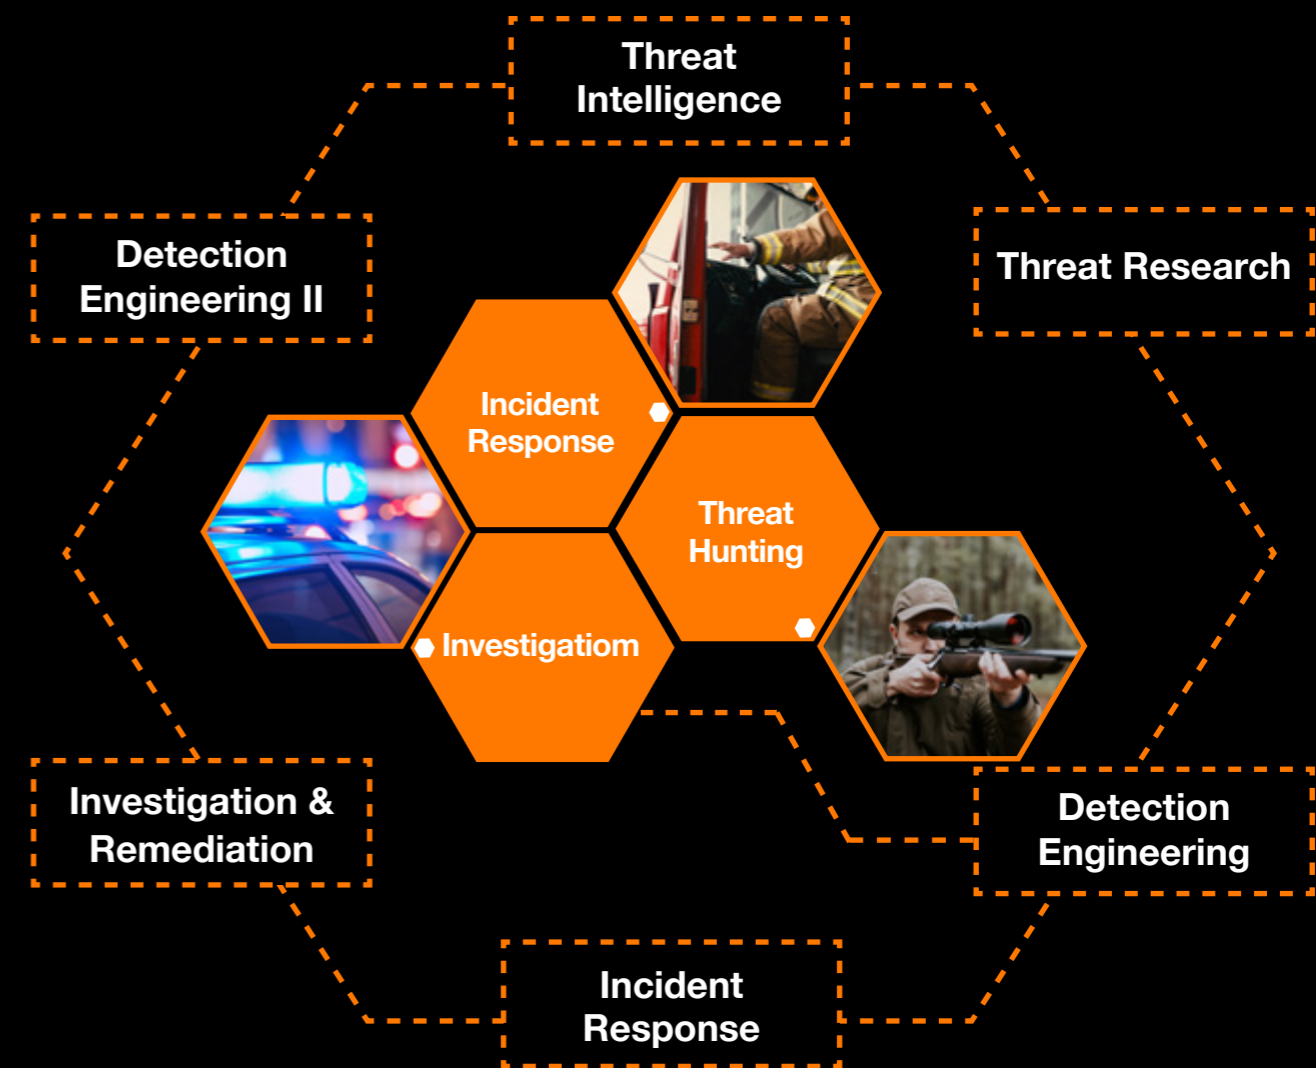 Threat
Intelligence
Detection
Engineering II
Threat Research
Incident
Response
Threat
Hunting
Investigatiom
Investigation &
Remediation
Detection
Engineering
Incident
Response